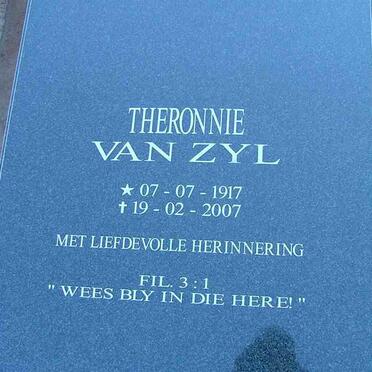 THERONNIE
VAN ZYL
★ 07 - 07 - 1917
✝ 19 - 02 - 2007
MET LIEFDEVOLLE HERINNERING
FIL. 3 : 1
" WEES BLY IN DIE HERE! "